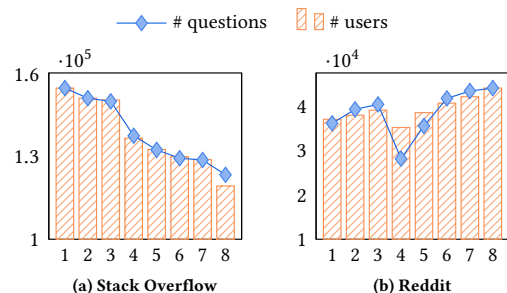 # questions # users
·10^5 ·10^4
1.6
1.3
1
4
3
2
1
1 2 3 4 5 6 7 8 1 2 3 4 5 6 7 8
(a) Stack Overflow (b) Reddit